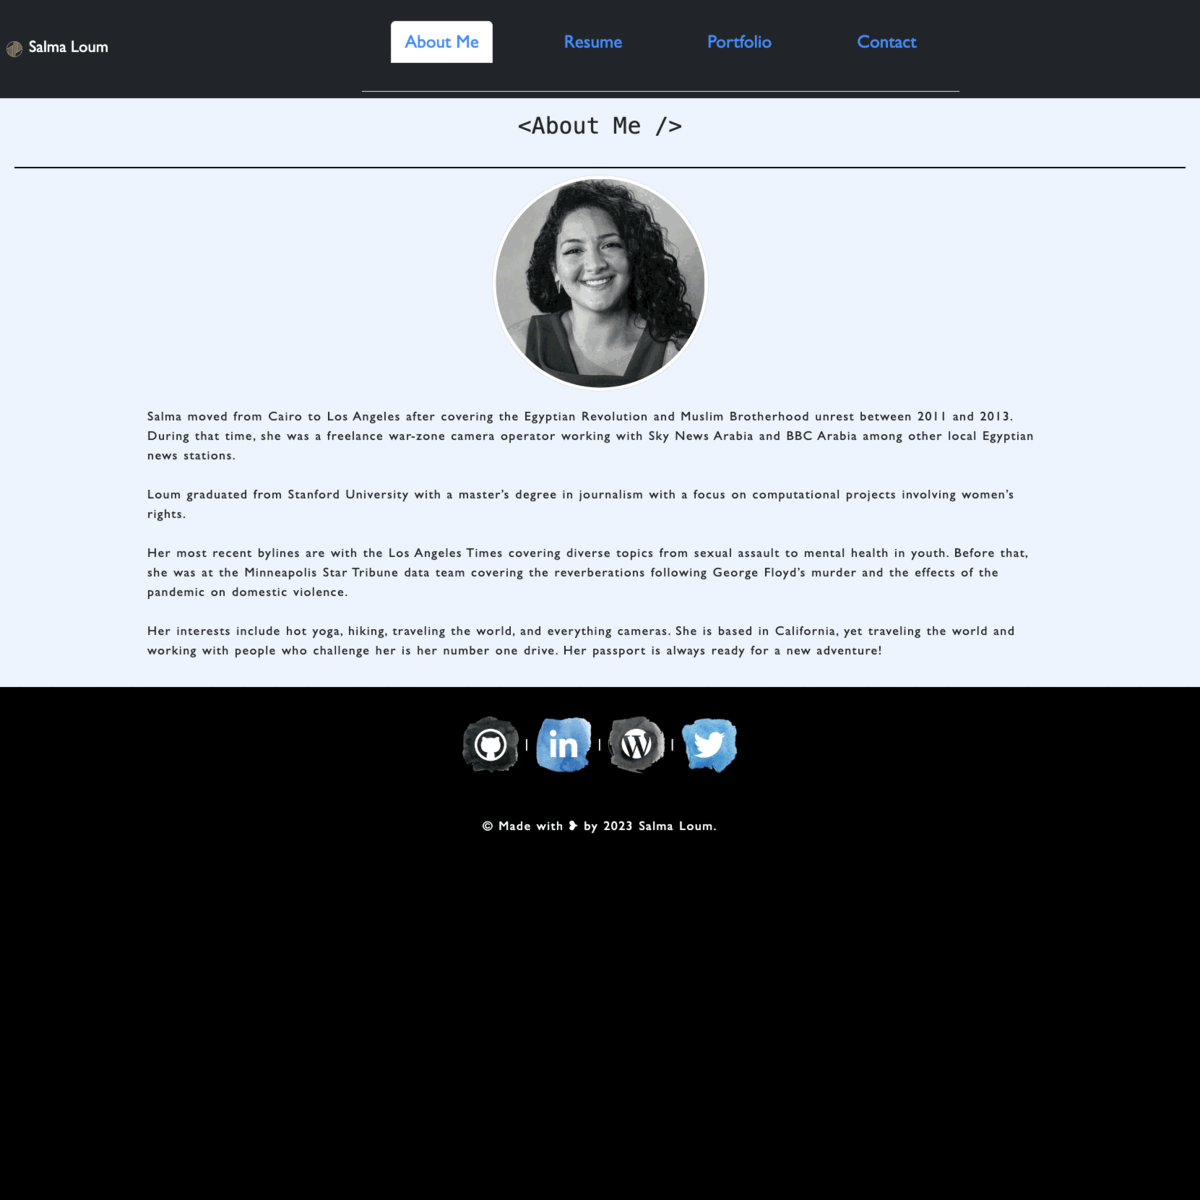 Salma Loum
About Me
Resume
Portfolio
Contact
<About Me />
Salma moved from Cairo to Los Angeles after covering the Egyptian Revolution and Muslim Brotherhood unrest between 2011 and 2013.
During that time, she was a freelance war-zone camera operator working with Sky News Arabia and BBC Arabia among other local Egyptian
news stations.
Loum graduated from Stanford University with a master’s degree in journalism with a focus on computational projects involving women’s
rights.
Her most recent bylines are with the Los Angeles Times covering diverse topics from sexual assault to mental health in youth. Before that,
she was at the Minneapolis Star Tribune data team covering the reverberations following George Floyd’s murder and the effects of the
pandemic on domestic violence.
Her interests include hot yoga, hiking, traveling the world, and everything cameras. She is based in California, yet traveling the world and
working with people who challenge her is her number one drive. Her passport is always ready for a new adventure!
| in | W |
© Made with ❥ by 2023 Salma Loum.